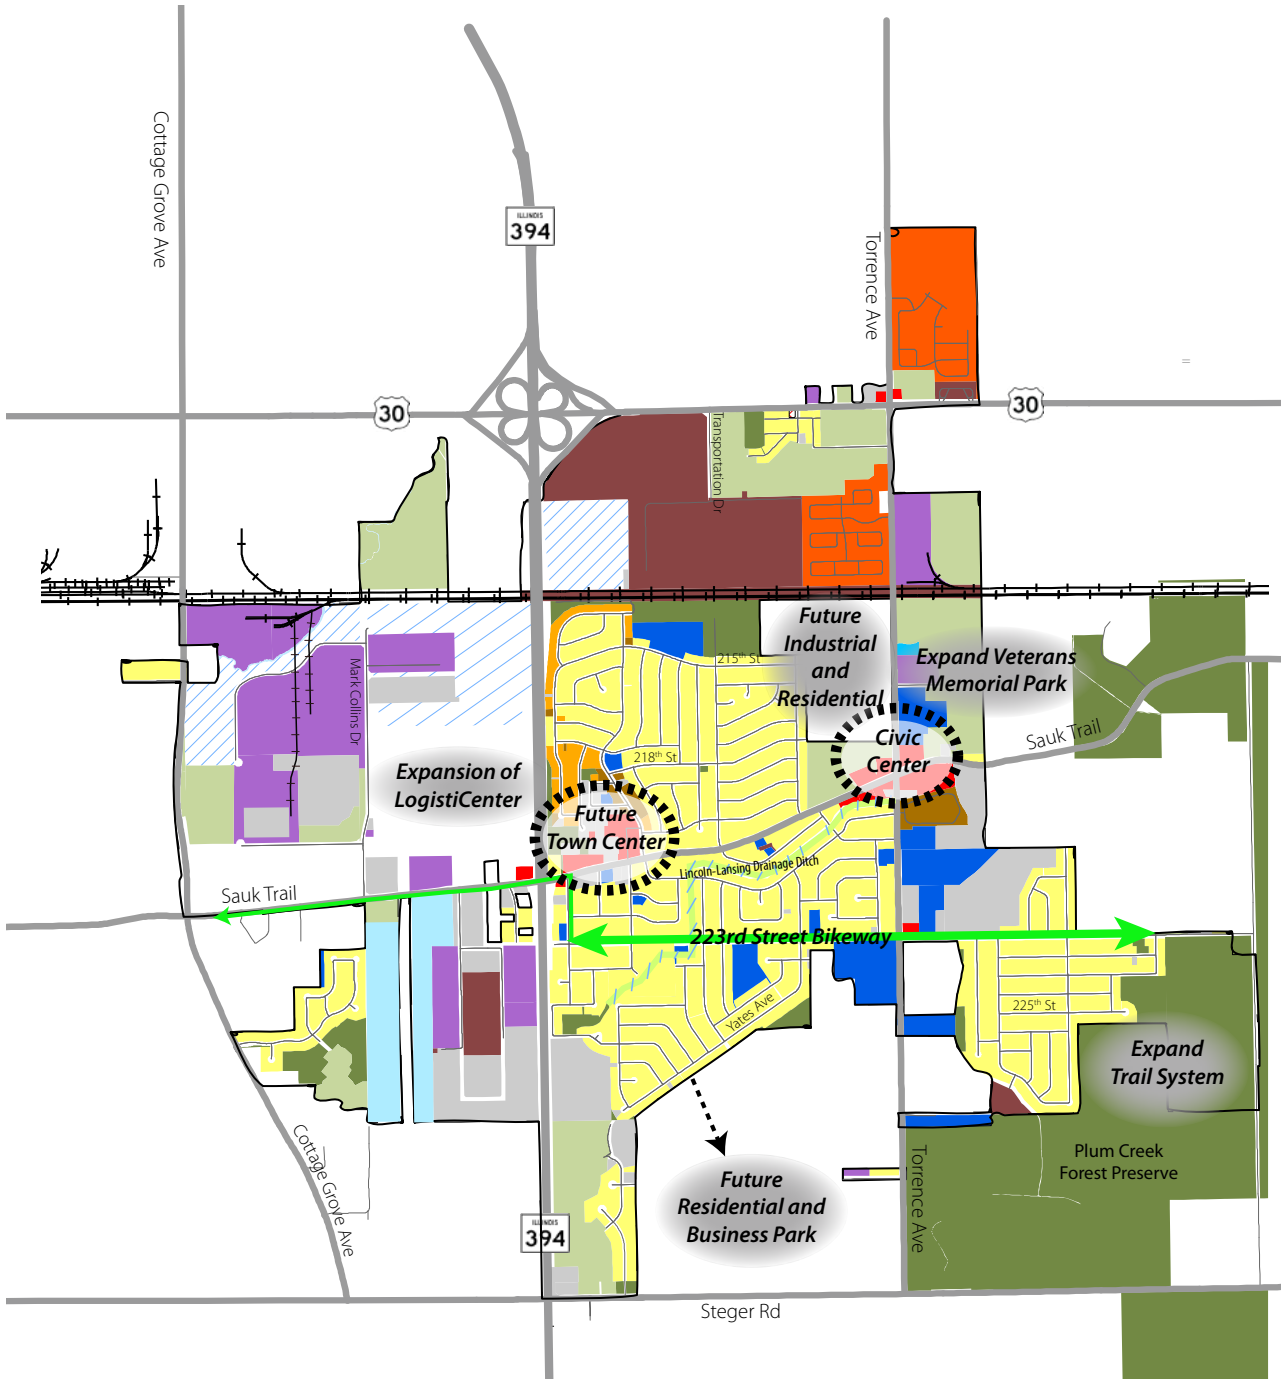 Cottage Grove Ave
ILLINOIS
394
Torrence Ave
30
30
Transportation Dr
Future
Industrial
and
Residential
215th St
Expand Veterans
Memorial Park
Mark Collins Dr
Sauk Trail
Civic
Center
218th St
Expansion of
LogistiCenter
Future
Town Center
Lincoln-Lansing Drainage Ditch
Sauk Trail
223rd Street Bikeway
Yates Ave
225th St
Expand
Trail System
Cottage Grove Ave
Plum Creek
Forest Preserve
Future
Residential and
Business Park
Torrence Ave
ILLINOIS
394
Steger Rd